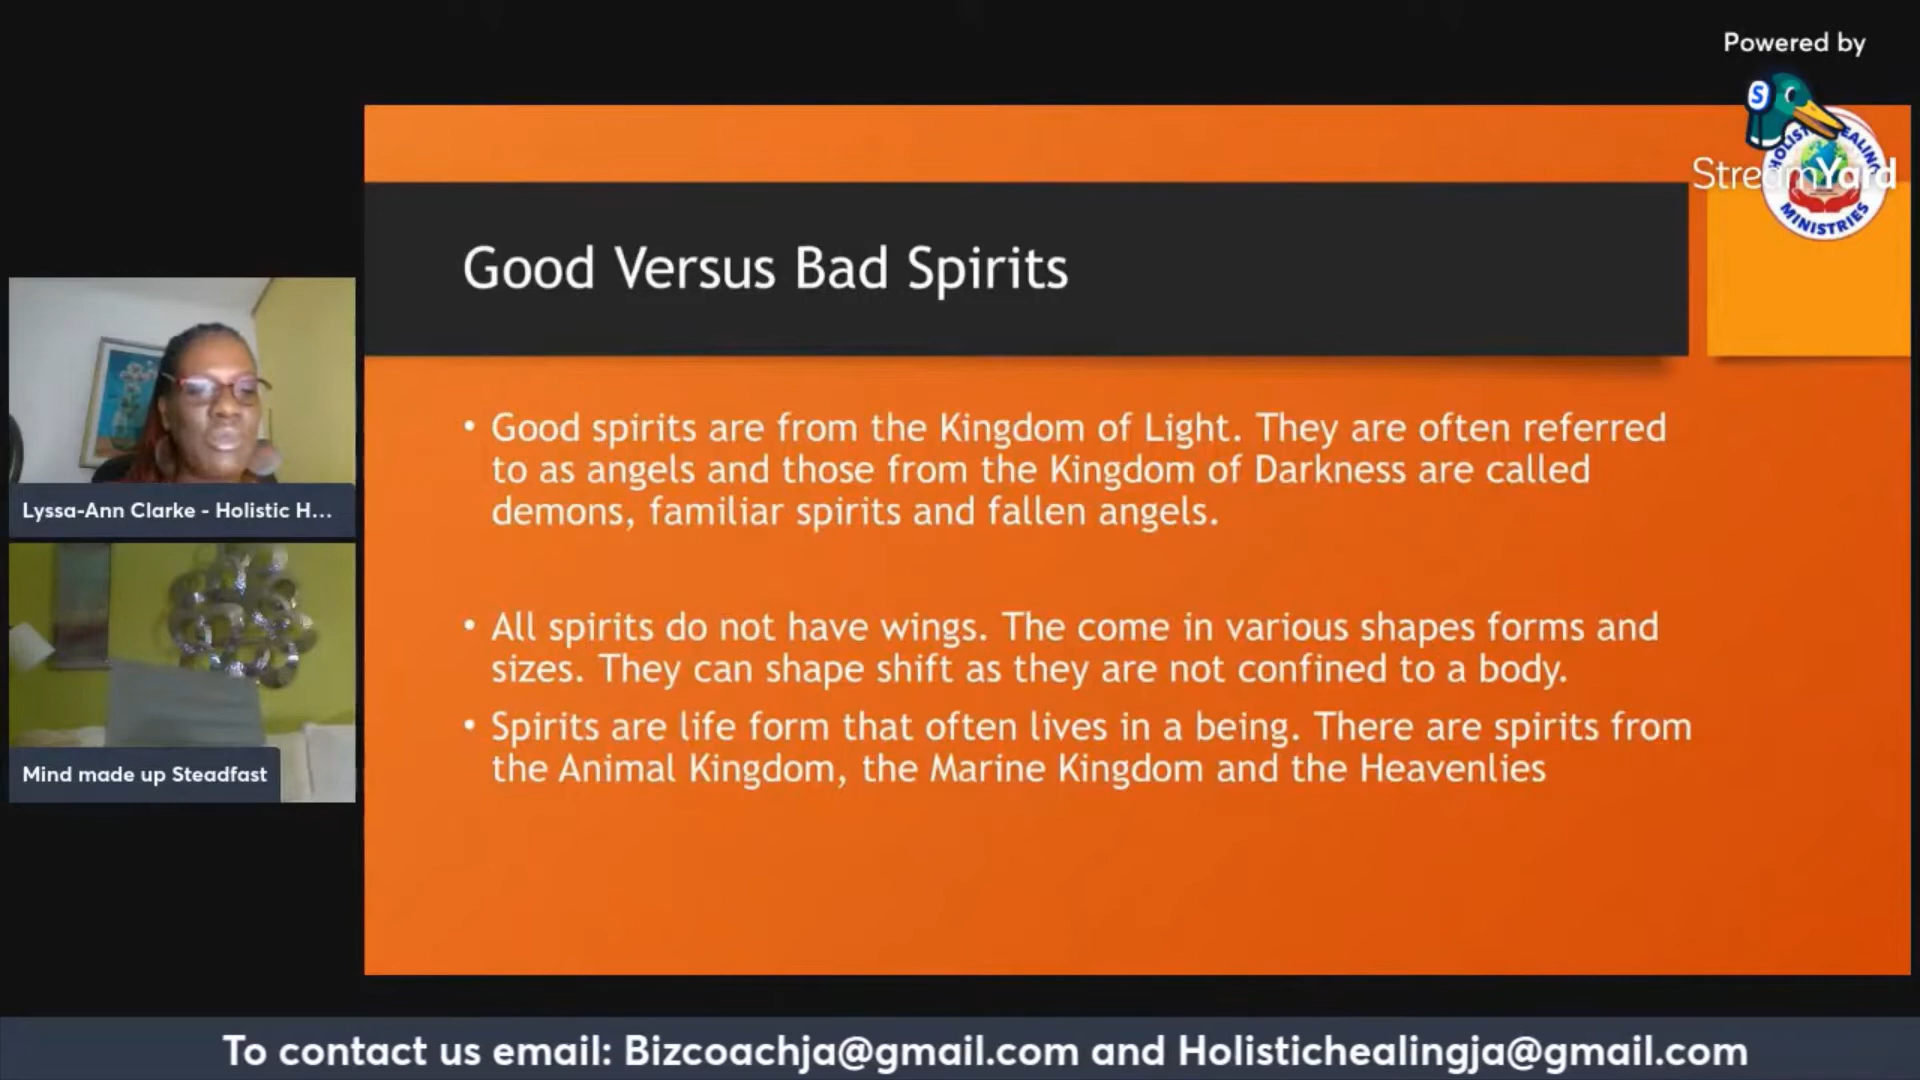 Powered by
S
StreamYard
HOLISTIC HEALING
MINISTRIES
Good Versus Bad Spirits
• Good spirits are from the Kingdom of Light. They are often referred
to as angels and those from the Kingdom of Darkness are called
demons, familiar spirits and fallen angels.
• All spirits do not have wings. The come in various shapes forms and
sizes. They can shape shift as they are not confined to a body.
• Spirits are life form that often lives in a being. There are spirits from
the Animal Kingdom, the Marine Kingdom and the Heavenlies
Lyssa-Ann Clarke - Holistic H...
Mind made up Steadfast
To contact us email: Bizcoachja@gmail.com and Holistichealingja@gmail.com